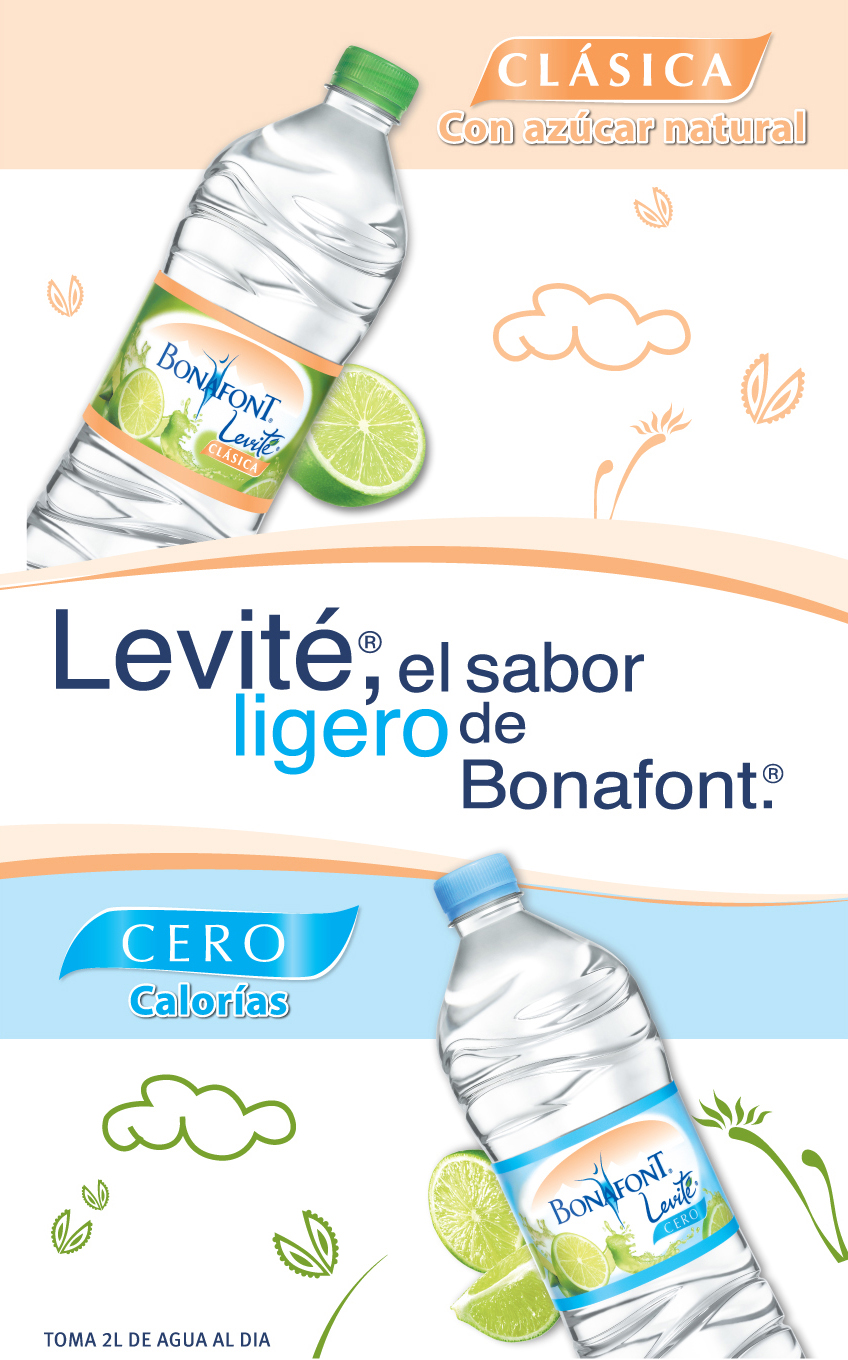 CLÁSICA
Con azúcar natural
BONAFONT®
Levité®
CLÁSICA
Levité,® el sabor
ligero de
Bonafont.®
CERO
Calorías
BONAFONT®
Levité®
CERO
TOMA 2L DE AGUA AL DIA